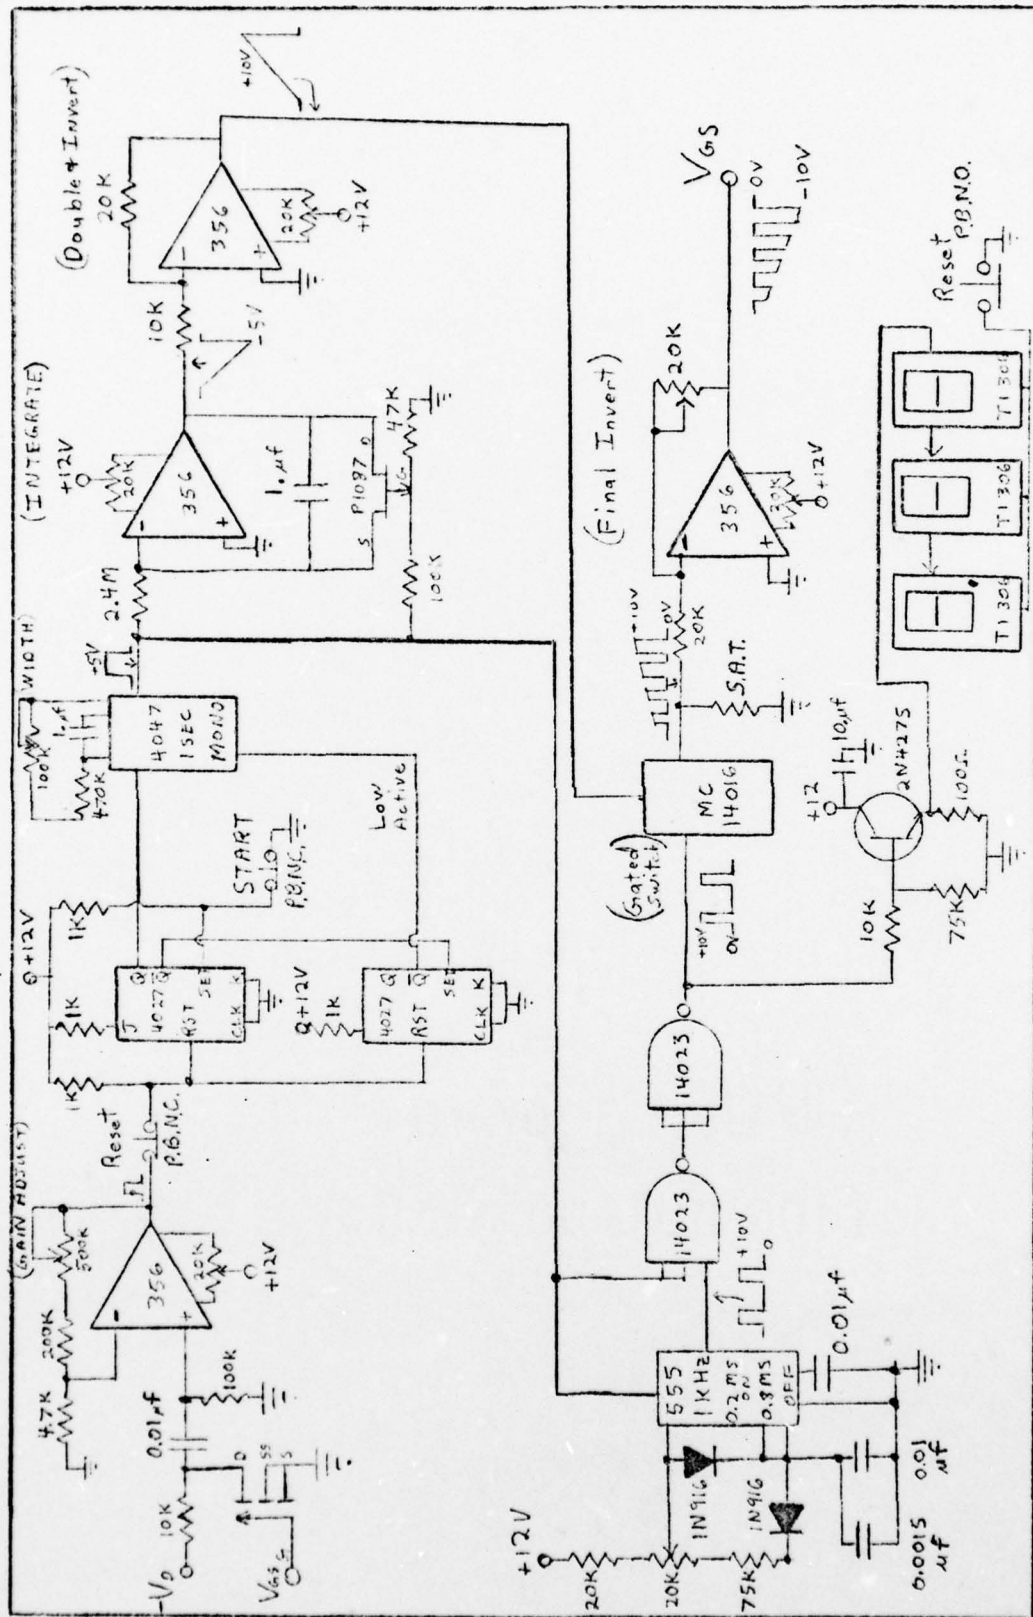 (GAIN ADJUST)
4.7K
200K
500K
356
20K
+12V
0.01µf
100K
-VD
10K
D
SS
S
VGS
Reset
P.B.N.C.
1K
1K
1K
+12V
J
Q
4027
Q
RST
SET
CLK K
+12V
1K
4027
Q
Q
RST
SET
CLK K
START
P.B.N.C.
Low
Active
WIDTH)
100K
1µf
470K
4047
1SEC
MONO
+5V
2.4M
(INTEGRATE)
+12V
20K
356
1.µf
P1087
S
D
G
47K
100K
-5V
10K
(Double & Invert)
20K
356
20K
+12V
+10V
+12V
20K
20K
75K
1N916
1N916
555
1KHz
0.2MS
ON
0.8MS
OFF
0.01µf
0.0015
µf
0.01
µf
+10V
0
14023
14023
+10V
0V
(Gated
Switch)
MC
14016
+10V
0V
S.A.T.
20K
(Final Invert)
356
20K
+12V
20K
VGS
0V
-10V
10K
75K
+12
10µf
2N4275
100Ω
TI 306
TI 306
TI 306
Reset
P.B.N.O.